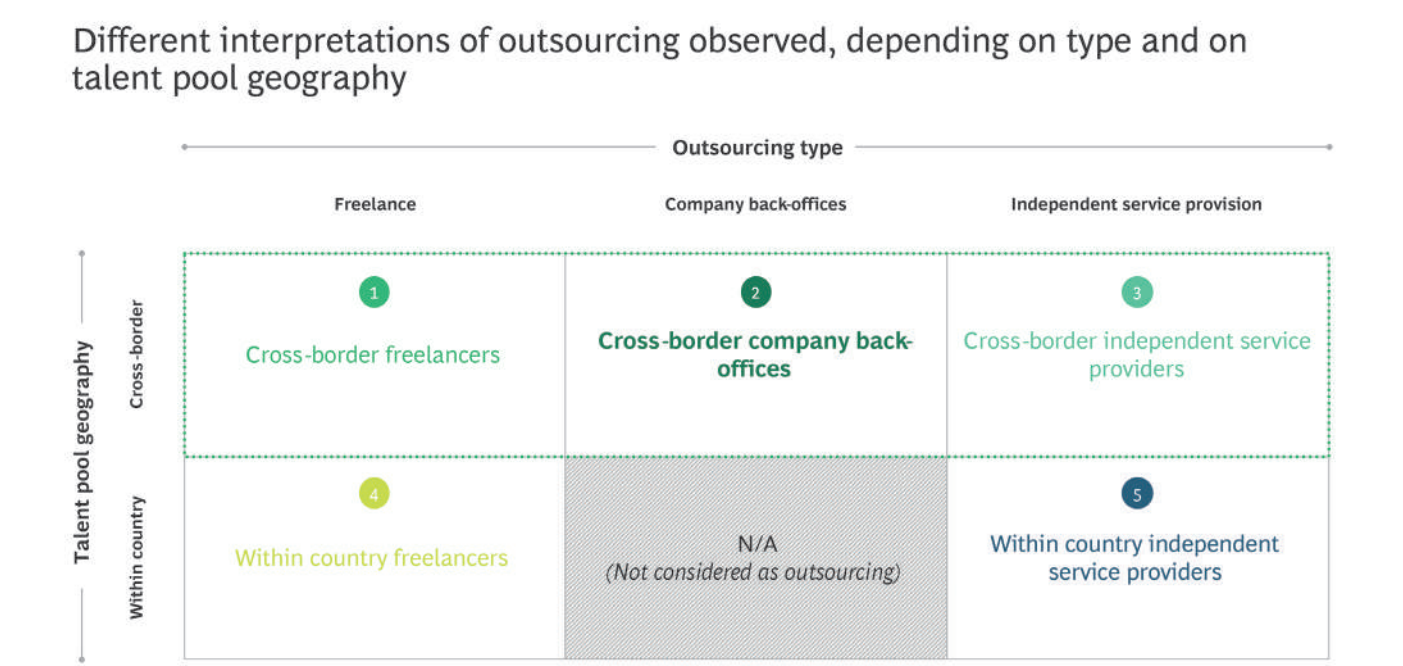 Different interpretations of outsourcing observed, depending on type and on
talent pool geography
Outsourcing type
Freelance
Company back-offices
Independent service provision
Talent pool geography
Cross-border
1
Cross-border freelancers
2
Cross-border company back-
offices
3
Cross-border independent service
providers
Within country
4
Within country freelancers
N/A
(Not considered as outsourcing)
5
Within country independent
service providers